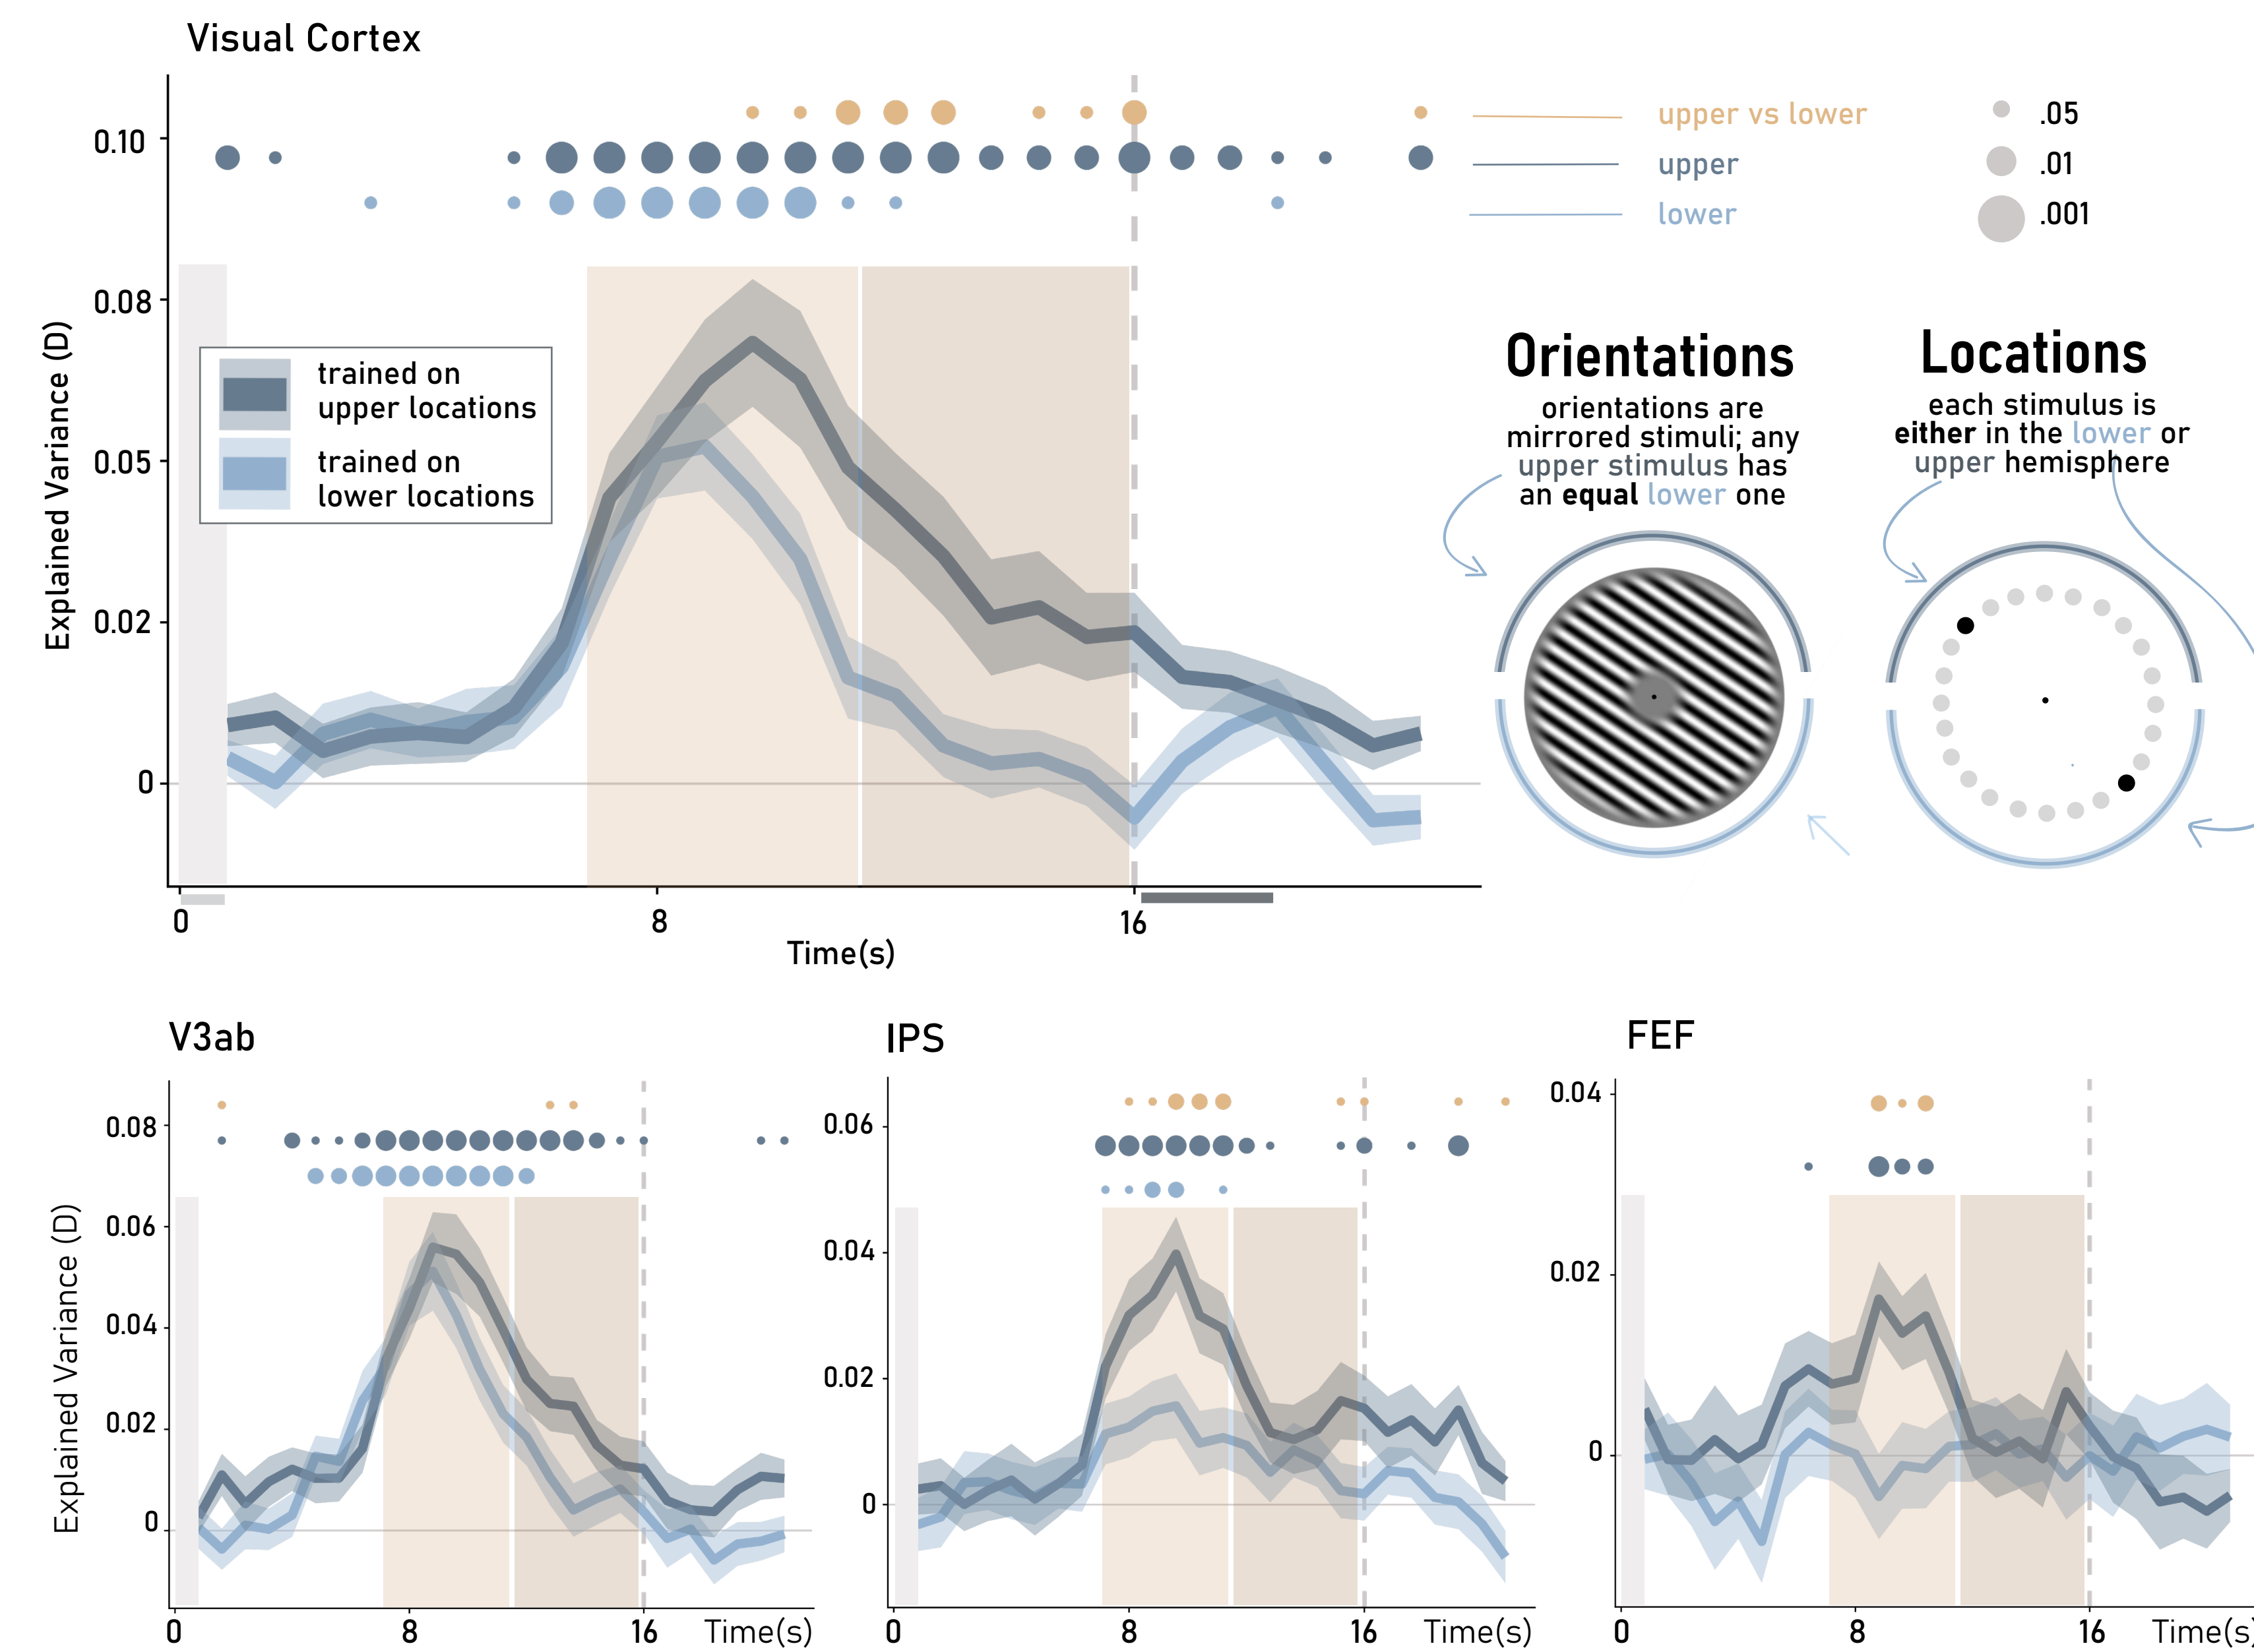 Visual Cortex
0.10
0.08
0.05
0.02
0
Explained Variance (D)
upper vs lower
upper
lower
.05
.01
.001
trained on
upper locations
trained on
lower locations
0
8
16
Time(s)
Orientations
orientations are
mirrored stimuli; any
upper stimulus has
an equal lower one
Locations
each stimulus is
either in the lower or
upper hemisphere
V3ab
0.08
0.06
0.04
0.02
0
Explained Variance (D)
0
8
16
Time(s)
IPS
0.06
0.04
0.02
0
0
8
16
Time(s)
FEF
0.04
0.02
0
0
8
16
Time(s